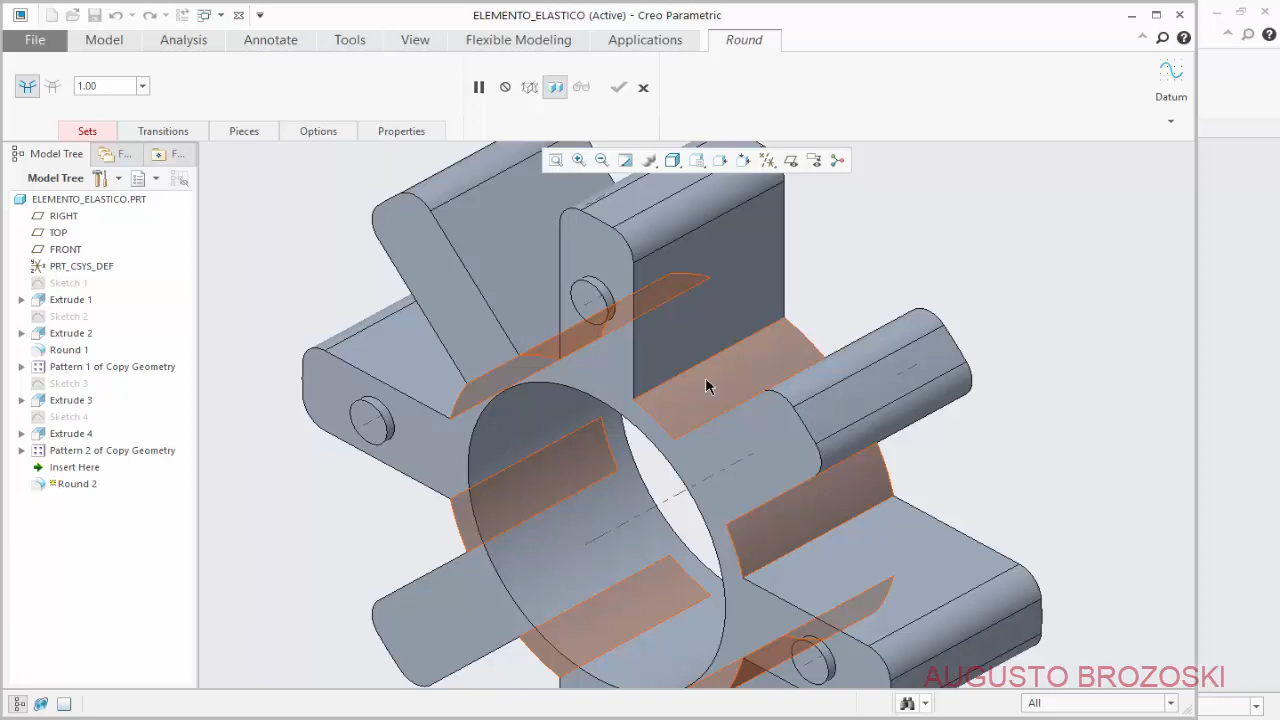 ELEMENTO_ELASTICO (Active) - Creo Parametric
File Model Analysis Annotate Tools View Flexible Modeling Applications Round
1.00
Datum
Sets Transitions Pieces Options Properties
Model Tree F... F...
Model Tree
ELEMENTO_ELASTICO.PRT
RIGHT
TOP
FRONT
PRT_CSYS_DEF
Sketch 1
Extrude 1
Sketch 2
Extrude 2
Round 1
Pattern 1 of Copy Geometry
Sketch 3
Extrude 3
Sketch 4
Extrude 4
Pattern 2 of Copy Geometry
Insert Here
Round 2
AUGUSTO BROZOSKI
All